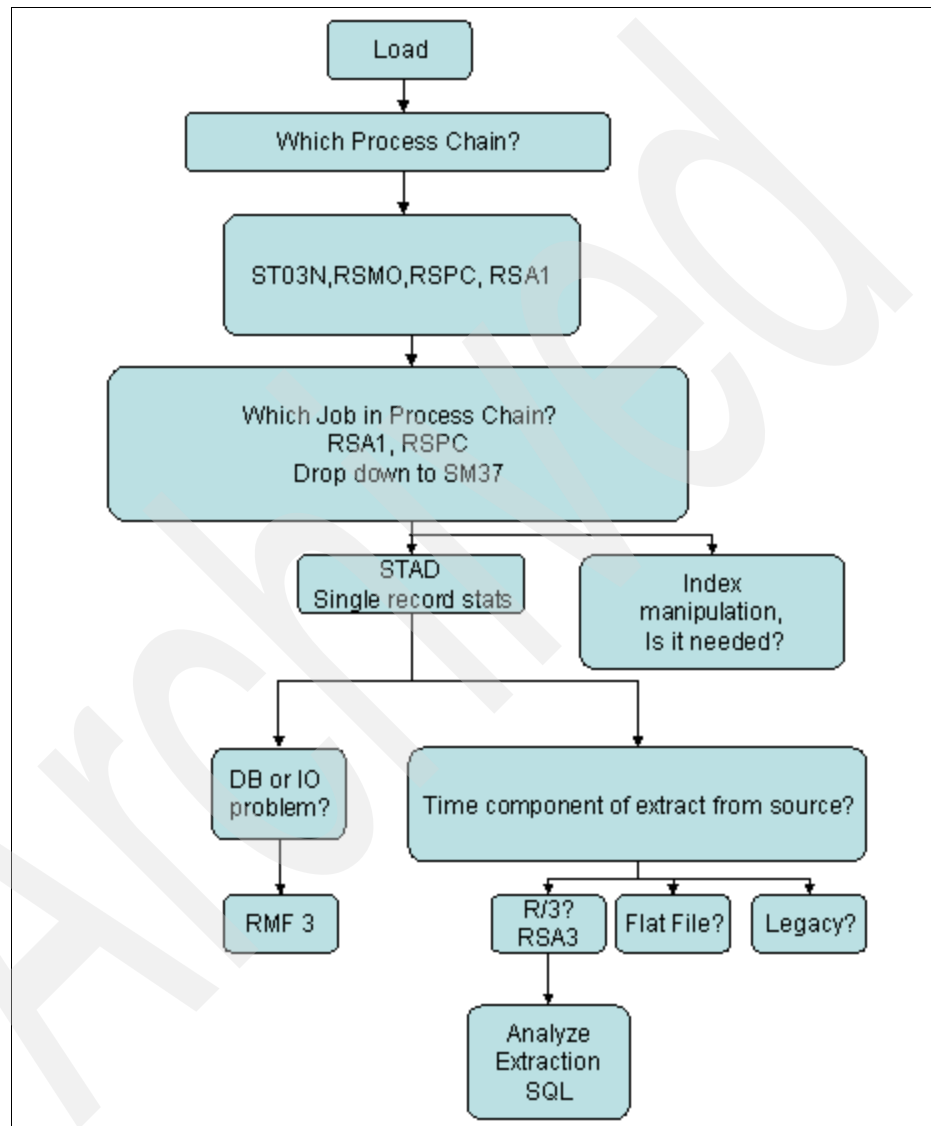 Load
Which Process Chain?
ST03N,RSMO,RSPC, RSA1
Which Job in Process Chain?
RSA1, RSPC
Drop down to SM37
STAD
Single record stats
Index
manipulation,
Is it needed?
DB or IO
problem?
Time component of extract from source?
RMF 3
R/3?
RSA3
Flat File?
Legacy?
Analyze
Extraction
SQL
Archived